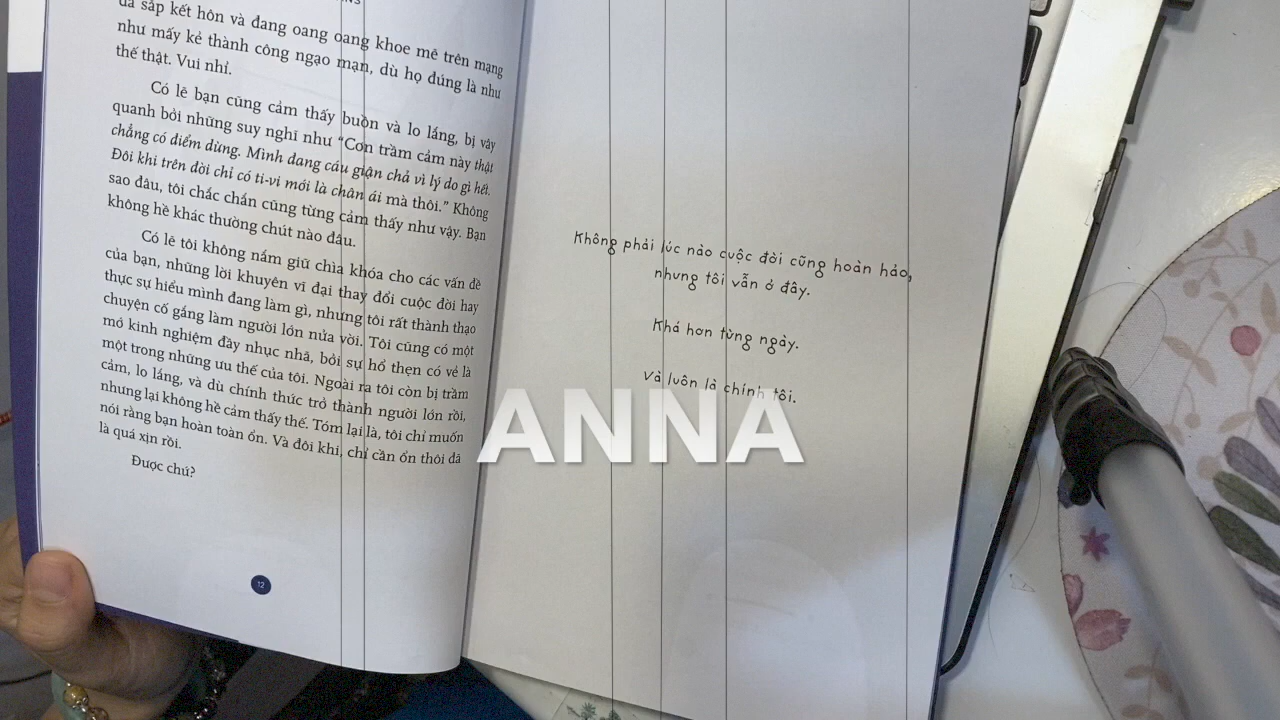 đã sắp kết hôn và đang oang oang khoe mẽ trên mạng
như mấy kẻ thành công ngạo mạn, dù họ đúng là như
thế thật. Vui nhỉ.
Có lẽ bạn cũng cảm thấy buồn và lo lắng, bị vây
quanh bởi những suy nghĩ như “Cơn trầm cảm này thật
chẳng có điểm dừng. Mình đang cáu giận chả vì lý do gì hết.
Đôi khi trên đời chỉ có ti-vi mới là chân ái mà thôi.” Không
sao đâu, tôi chắc chắn cũng từng cảm thấy như vậy. Bạn
không hề khác thường chút nào đâu.
Có lẽ tôi không nắm giữ chìa khóa cho các vấn đề
của bạn, những lời khuyên vĩ đại thay đổi cuộc đời hay
thực sự hiểu mình đang làm gì, nhưng tôi rất thành thạo
chuyện cố gắng làm người lớn nửa vời. Tôi cũng có một
mớ kinh nghiệm đầy nhục nhã, bởi sự hổ thẹn có vẻ là
một trong những ưu thế của tôi. Ngoài ra tôi còn bị trầm
cảm, lo lắng, và dù chính thức trở thành người lớn rồi,
nhưng lại không hề cảm thấy thế. Tóm lại là, tôi chỉ muốn
nói rằng bạn hoàn toàn ổn. Và đôi khi, chỉ cần ổn thôi đã
là quá xịn rồi.
Được chứ?
12
Không phải lúc nào cuộc đời cũng hoàn hảo,
nhưng tôi vẫn ở đây.
Khá hơn từng ngày.
Và luôn là chính tôi.
ANNA